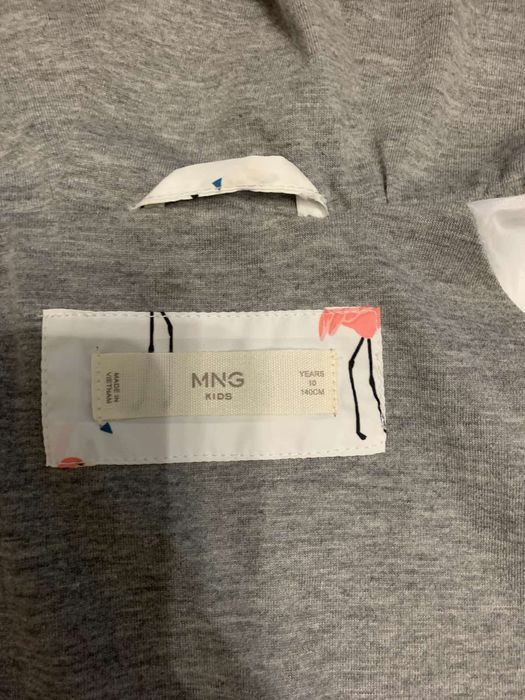 MADE IN
VIETNAM
MNG
KIDS
YEARS
10
140CM